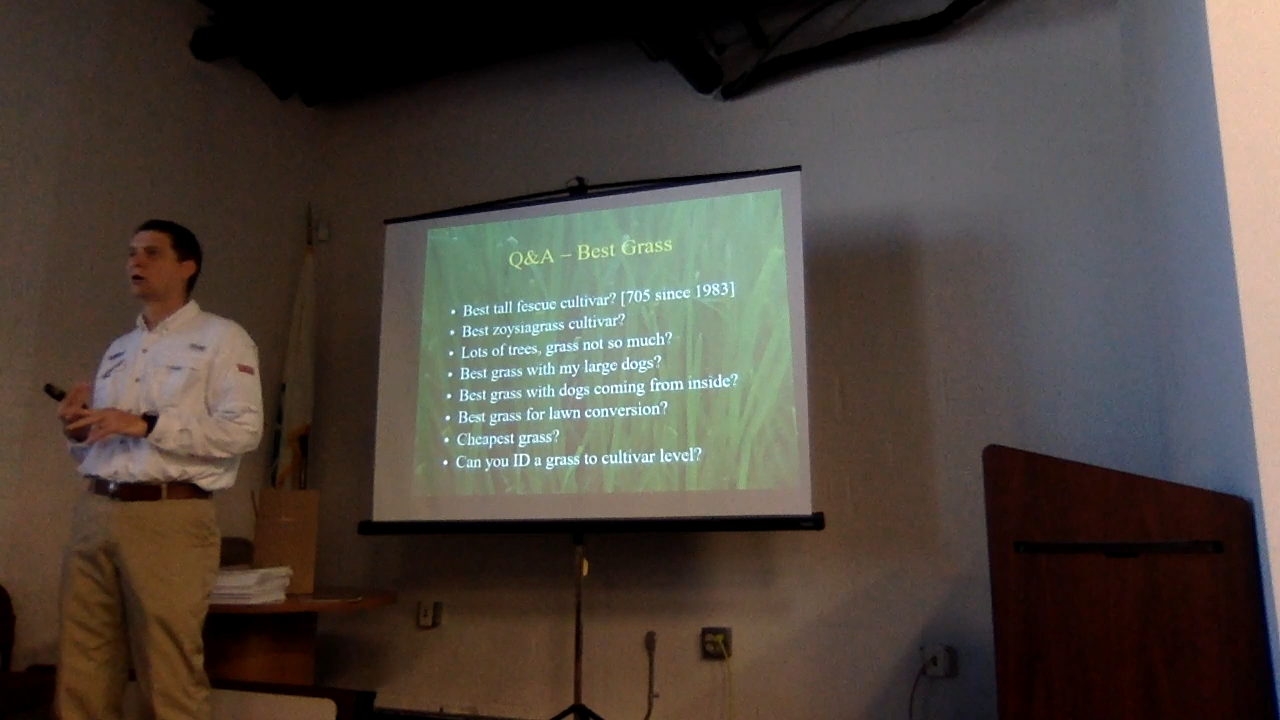 Q&A – Best Grass
• Best tall fescue cultivar? [705 since 1983]
• Best zoysiagrass cultivar?
• Lots of trees, grass not so much?
• Best grass with my large dogs?
• Best grass with dogs coming from inside?
• Best grass for lawn conversion?
• Cheapest grass?
• Can you ID a grass to cultivar level?